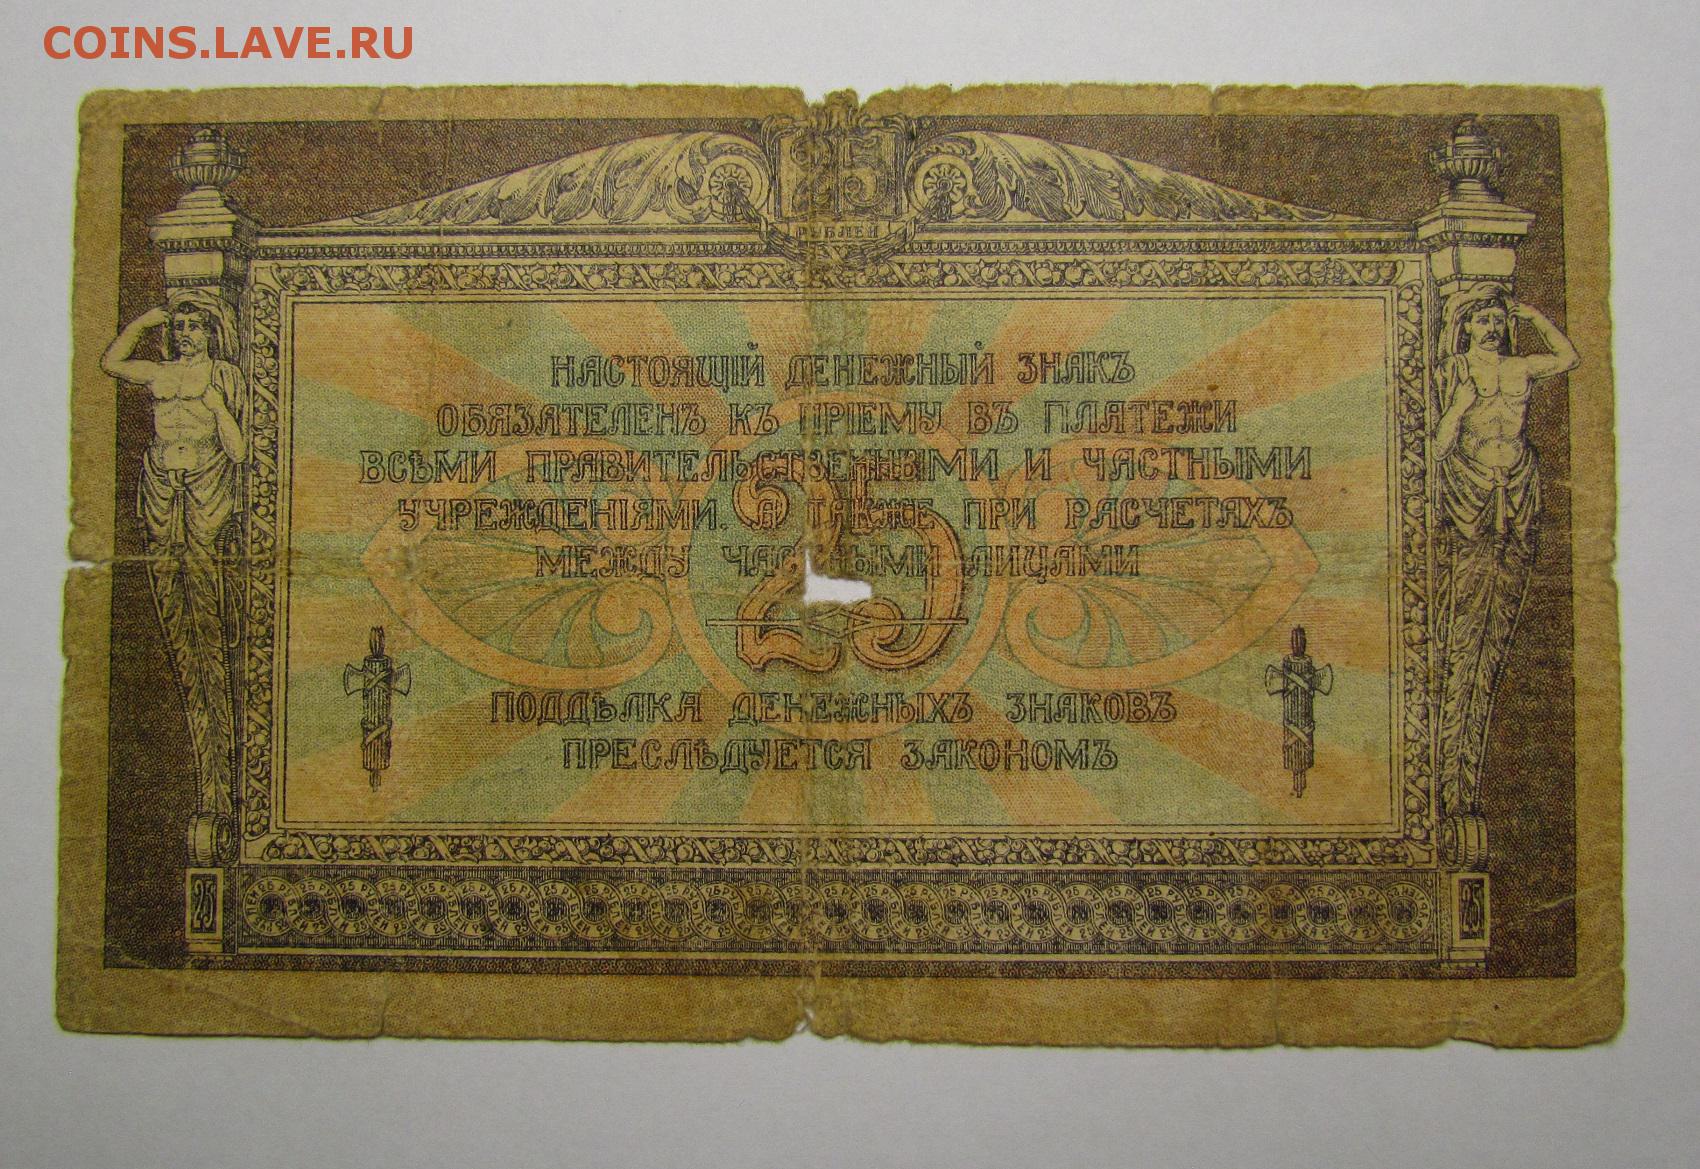 COINS.LAVE.RU
25
РУБЛЕЙ
НАСТОЯЩІЙ ДЕНЕЖНЫЙ ЗНАКЪ
ОБЯЗАТЕЛЕНЪ КЪ ПРІЕМУ ВЪ ПЛАТЕЖИ
ВСѢМИ ПРАВИТЕЛЬСТВЕННЫМИ И ЧАСТНЫМИ
УЧРЕЖДЕНІЯМИ, А ТАКЖЕ ПРИ РАСЧЕТАХЪ
МЕЖДУ ЧАСТНЫМИ ЛИЦАМИ
25
ПОДДѢЛКА ДЕНЕЖНЫХЪ ЗНАКОВЪ
ПРЕСЛѢДУЕТСЯ ЗАКОНОМЪ
25 25